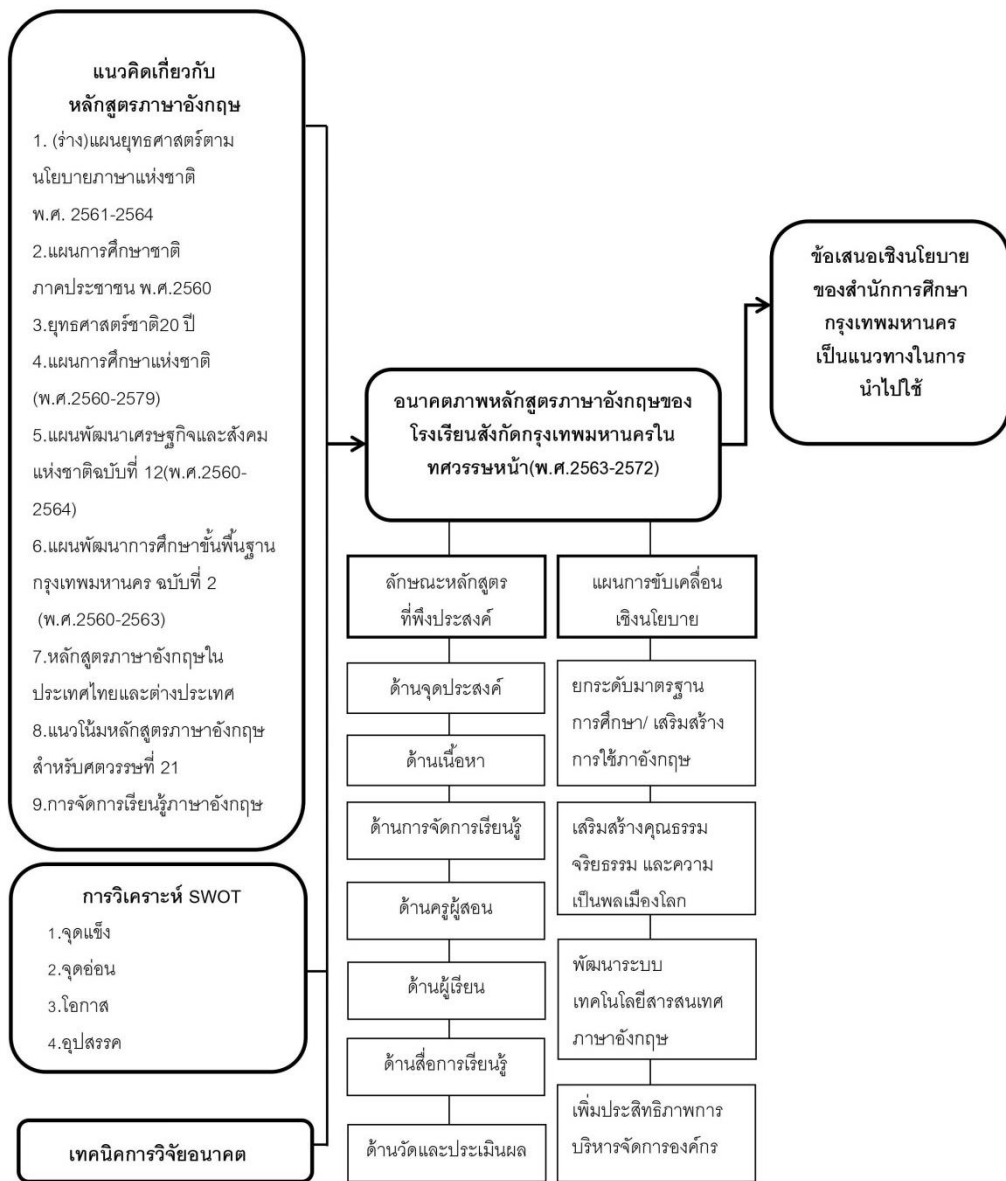 แนวคิดเกี่ยวกับ
หลักสูตรภาษาอังกฤษ
1. (ร่าง)แผนยุทธศาสตร์ตาม
นโยบายภาษาแห่งชาติ
พ.ศ. 2561-2564
2.แผนการศึกษาชาติ
ภาคประชาชน พ.ศ.2560
3.ยุทธศาสตร์ชาติ20 ปี
4.แผนการศึกษาแห่งชาติ
(พ.ศ.2560-2579)
5.แผนพัฒนาเศรษฐกิจและสังคม
แห่งชาติฉบับที่ 12(พ.ศ.2560-
2564)
6.แผนพัฒนาการศึกษาขั้นพื้นฐาน
กรุงเทพมหานคร ฉบับที่ 2
(พ.ศ.2560-2563)
7.หลักสูตรภาษาอังกฤษใน
ประเทศไทยและต่างประเทศ
8.แนวโน้มหลักสูตรภาษาอังกฤษ
สำหรับศตวรรษที่ 21
9.การจัดการเรียนรู้ภาษาอังกฤษ
การวิเคราะห์ SWOT
1.จุดแข็ง
2.จุดอ่อน
3.โอกาส
4.อุปสรรค
เทคนิคการวิจัยอนาคต
อนาคตภาพหลักสูตรภาษาอังกฤษของ
โรงเรียนสังกัดกรุงเทพมหานครใน
ทศวรรษหน้า(พ.ศ.2563-2572)
ลักษณะหลักสูตร
ที่พึงประสงค์
ด้านจุดประสงค์
ด้านเนื้อหา
ด้านการจัดการเรียนรู้
ด้านครูผู้สอน
ด้านผู้เรียน
ด้านสื่อการเรียนรู้
ด้านวัดและประเมินผล
แผนการขับเคลื่อน
เชิงนโยบาย
ยกระดับมาตรฐาน
การศึกษา/ เสริมสร้าง
การใช้ภาอังกฤษ
เสริมสร้างคุณธรรม
จริยธรรม และความ
เป็นพลเมืองโลก
พัฒนาระบบ
เทคโนโลยีสารสนเทศ
ภาษาอังกฤษ
เพิ่มประสิทธิภาพการ
บริหารจัดการองค์กร
ข้อเสนอเชิงนโยบาย
ของสำนักการศึกษา
กรุงเทพมหานคร
เป็นแนวทางในการ
นำไปใช้